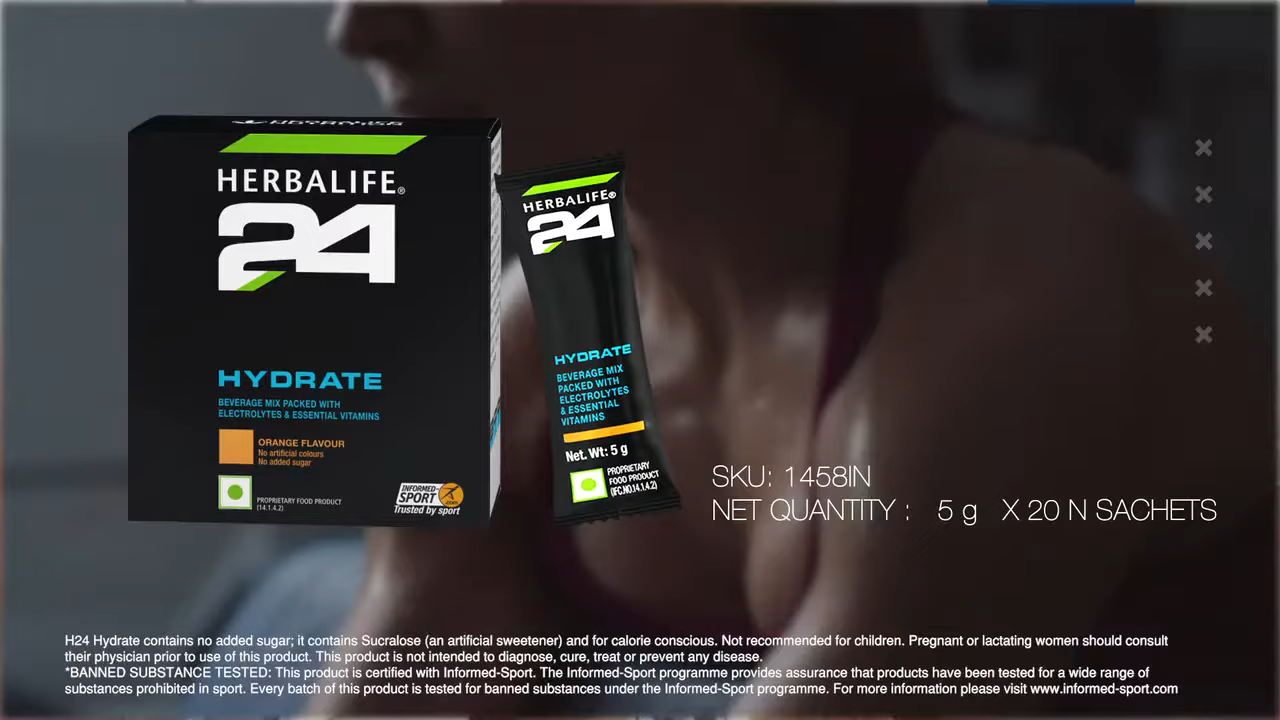 HERBALIFE®
24
HYDRATE
BEVERAGE MIX PACKED WITH
ELECTROLYTES & ESSENTIAL VITAMINS
ORANGE FLAVOUR
No artificial colours
No added sugar
PROPRIETARY FOOD PRODUCT
(14.1.4.2)
INFORMED-
SPORT
.com
Trusted by sport
HERBALIFE®
24
HYDRATE
BEVERAGE MIX
PACKED WITH
ELECTROLYTES
& ESSENTIAL
VITAMINS
Net. Wt: 5 g
PROPRIETARY
FOOD PRODUCT
(IFC.NO.14.1.4.2)
SKU: 1458IN
NET QUANTITY : 5 g X 20 N SACHETS
H24 Hydrate contains no added sugar; it contains Sucralose (an artificial sweetener) and for calorie conscious. Not recommended for children. Pregnant or lactating women should consult
their physician prior to use of this product. This product is not intended to diagnose, cure, treat or prevent any disease.
*BANNED SUBSTANCE TESTED: This product is certified with Informed-Sport. The Informed-Sport programme provides assurance that products have been tested for a wide range of
substances prohibited in sport. Every batch of this product is tested for banned substances under the Informed-Sport programme. For more information please visit www.informed-sport.com